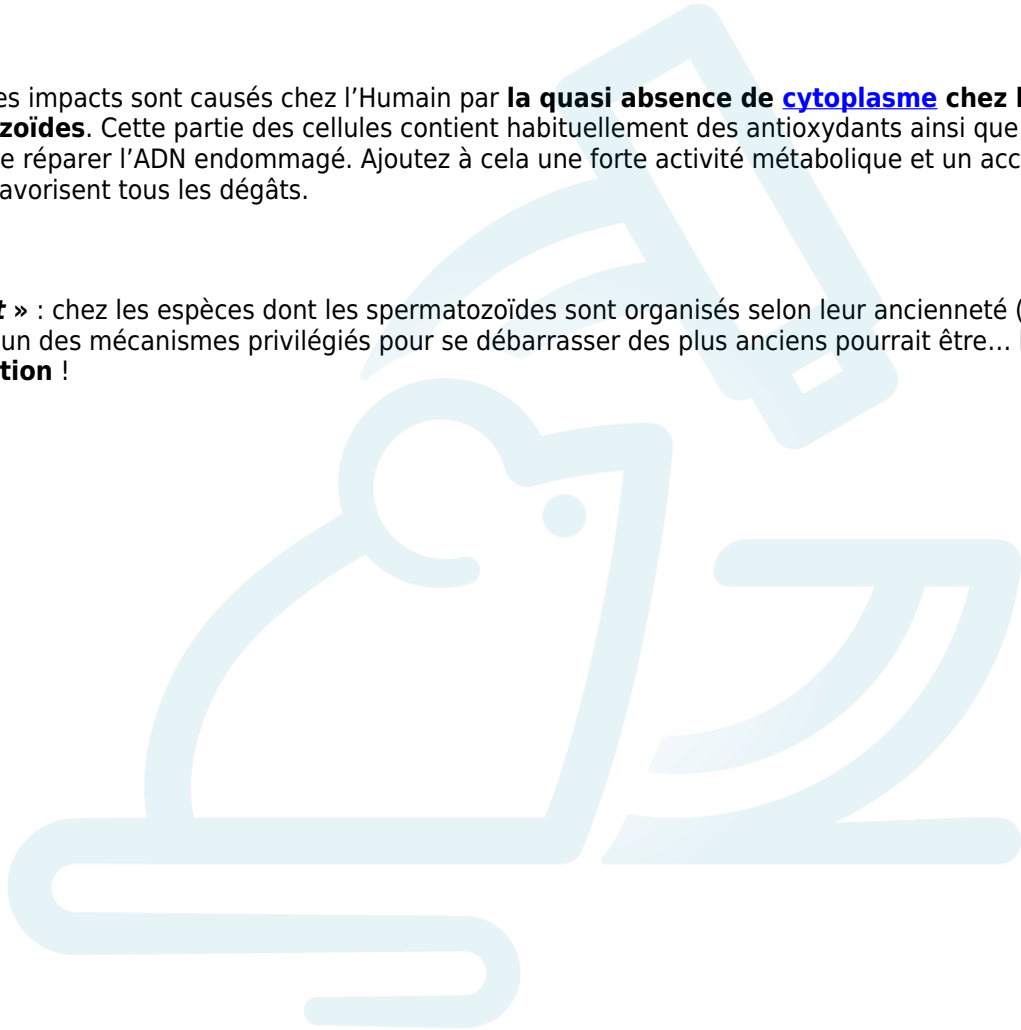 es impacts sont causés chez l’Humain par la quasi absence de cytoplasme chez
zoïdes. Cette partie des cellules contient habituellement des antioxydants ainsi que
e réparer l’ADN endommagé. Ajoutez à cela une forte activité métabolique et un acc
avorisent tous les dégâts.
t » : chez les espèces dont les spermatozoïdes sont organisés selon leur ancienneté (
un des mécanismes privilégiés pour se débarrasser des plus anciens pourrait être…
tion !